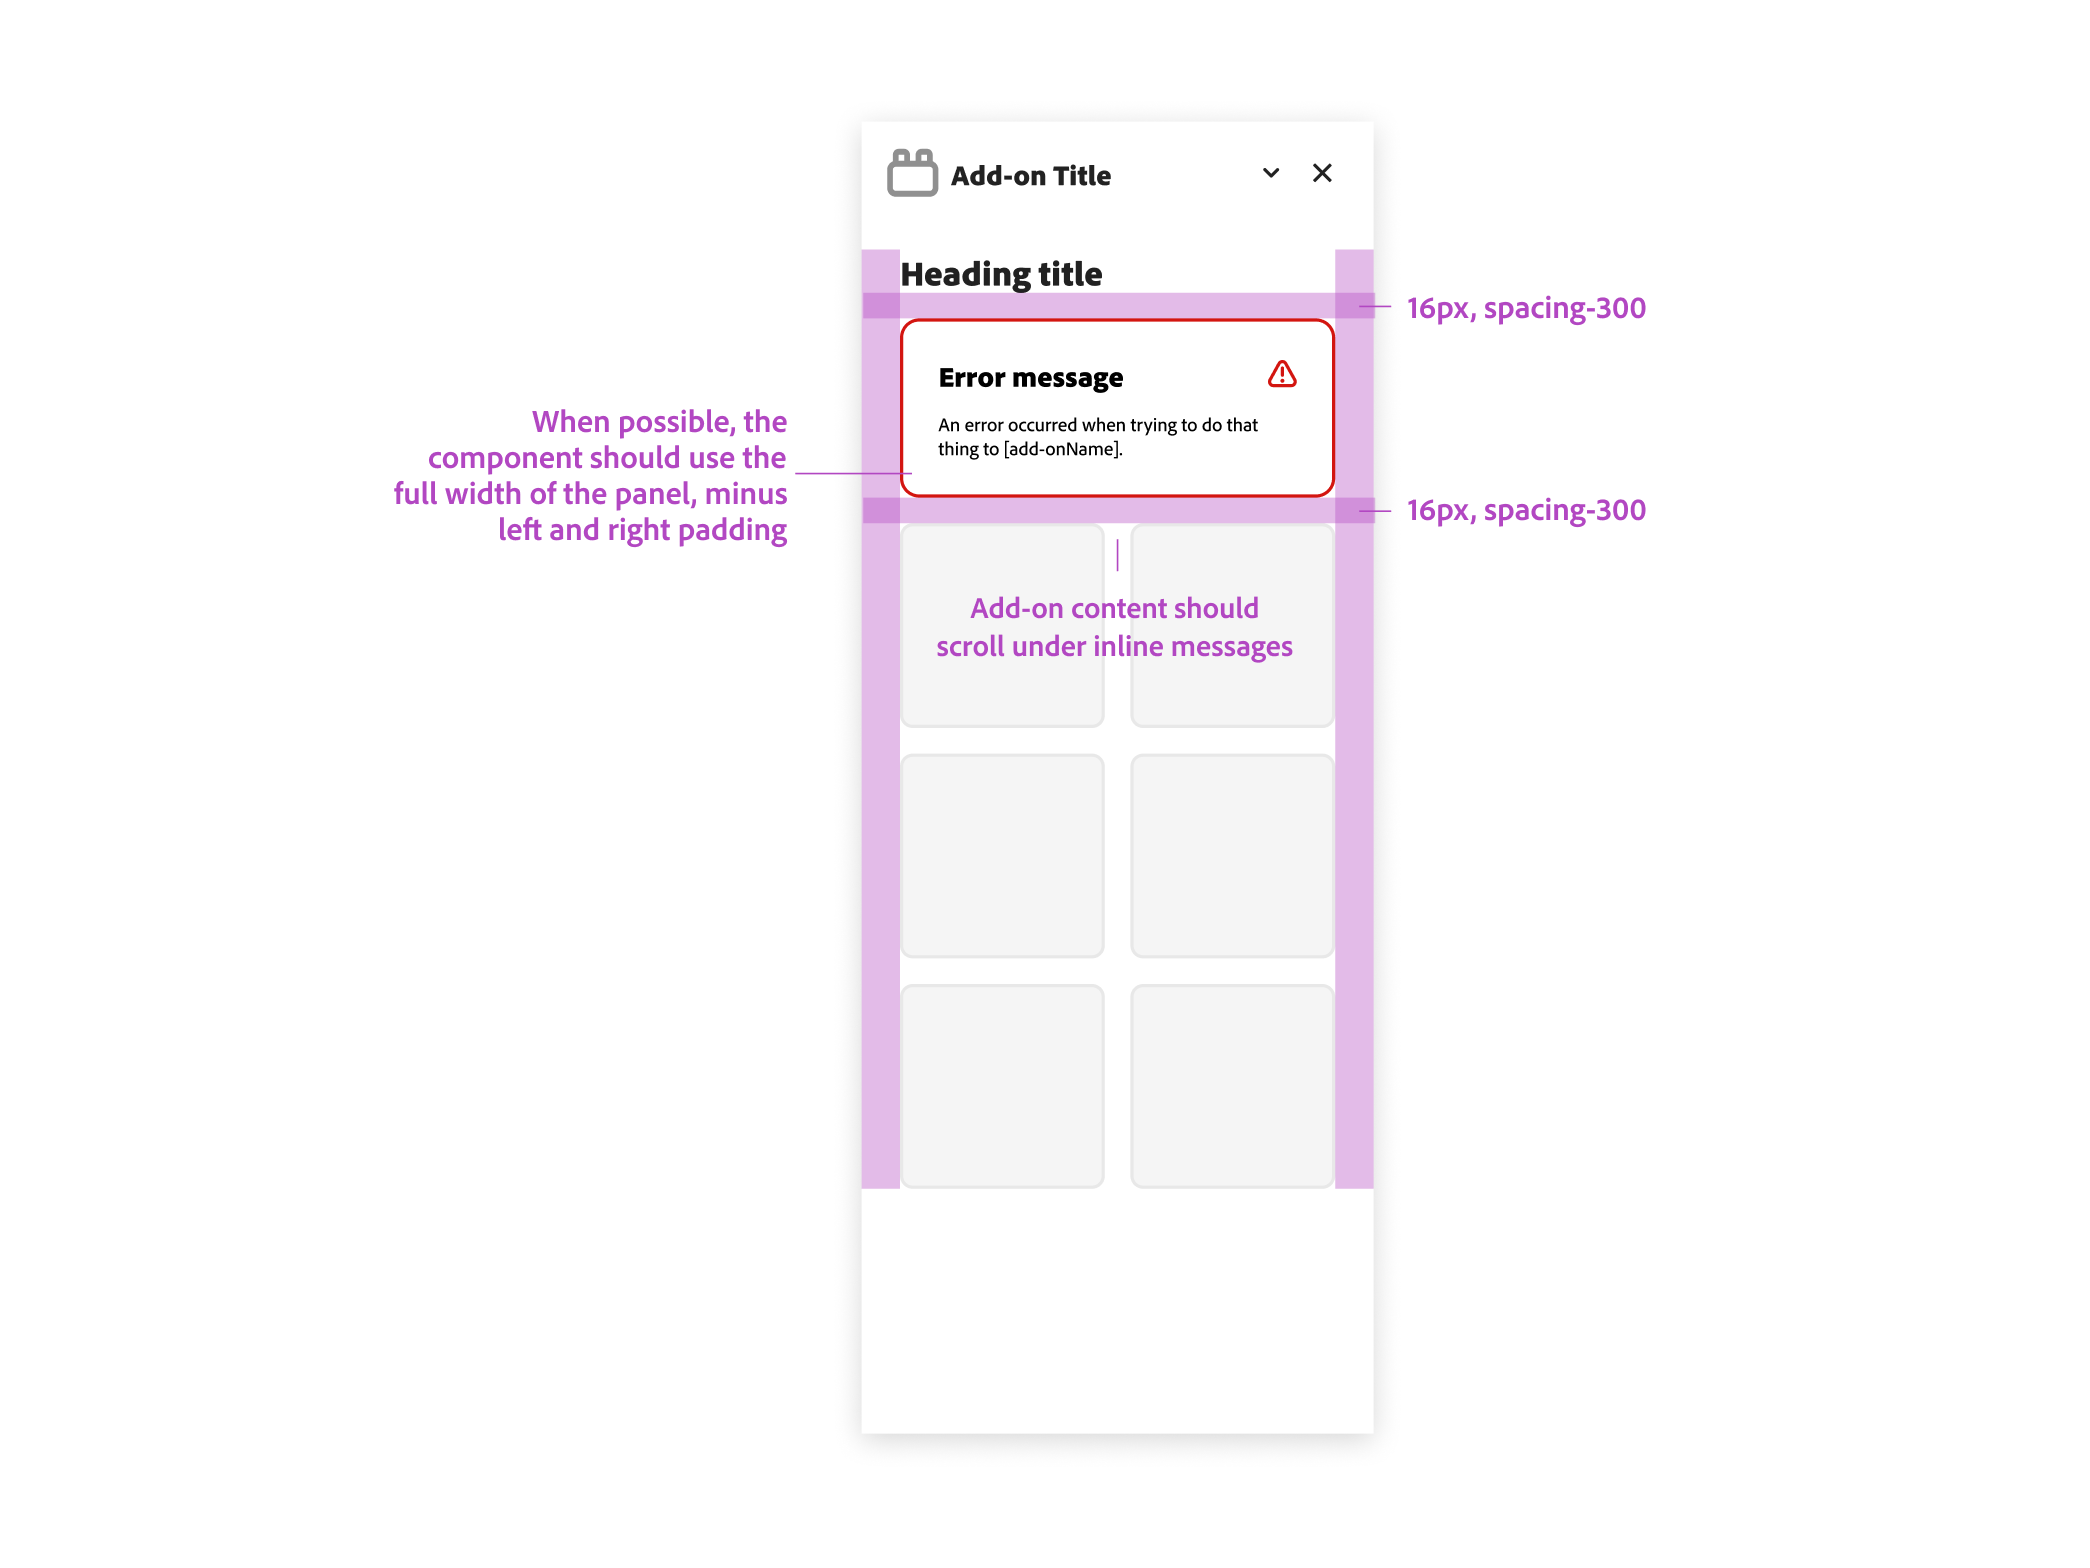 Add-on Title
Heading title
16px, spacing-300
Error message
An error occurred when trying to do that
thing to [add-onName].
When possible, the
component should use the
full width of the panel, minus
left and right padding
16px, spacing-300
Add-on content should
scroll under inline messages